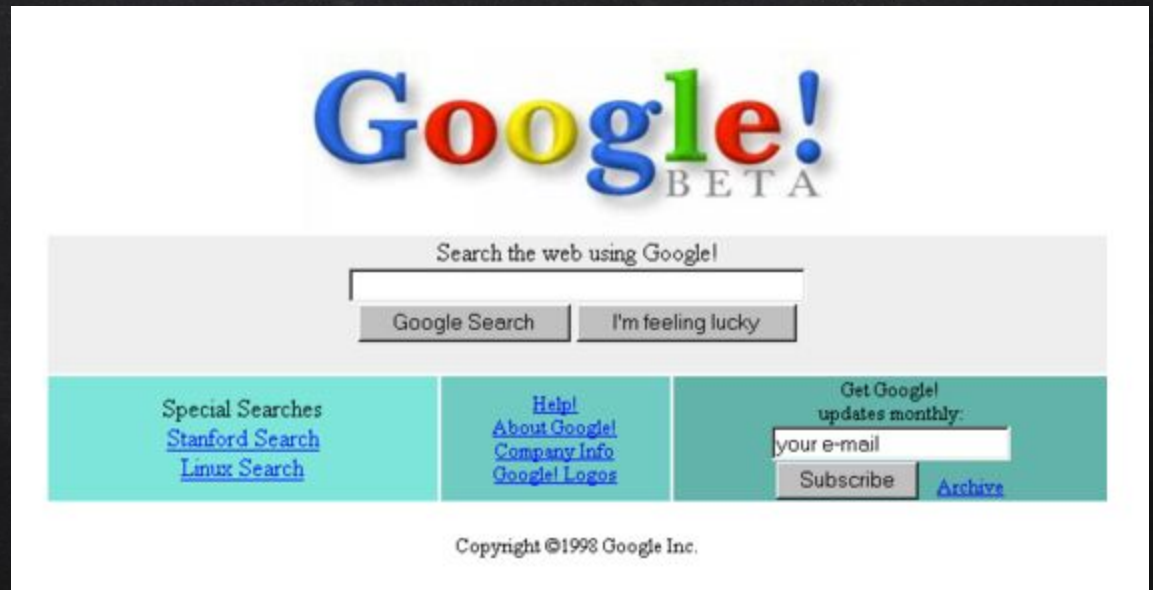 Google!
BETA
Search the web using Google!
Google Search
I'm feeling lucky
Special Searches
Stanford Search
Linux Search
Help!
About Google!
Company Info
Google! Logos
Get Google!
updates monthly:
your e-mail
Subscribe
Archive
Copyright ©1998 Google Inc.